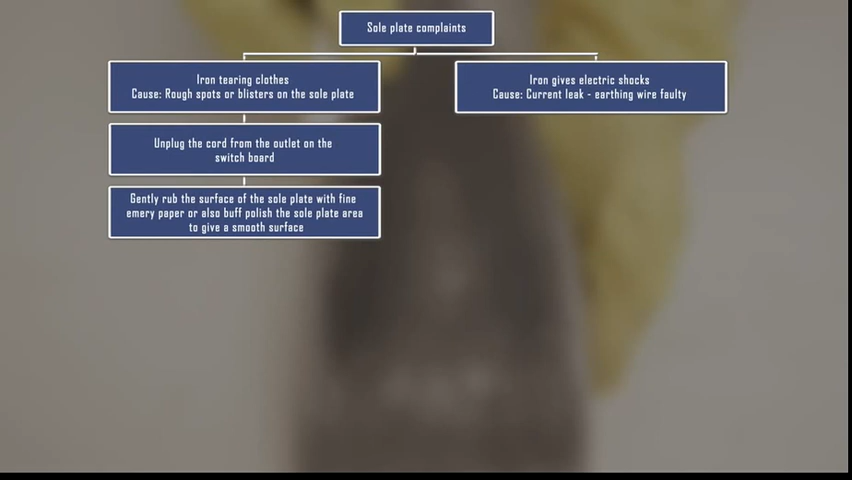 Sole plate complaints
Iron tearing clothes
Cause: Rough spots or blisters on the sole plate
Unplug the cord from the outlet on the
switch board
Gently rub the surface of the sole plate with fine
emery paper or also buff polish the sole plate area
to give a smooth surface
Iron gives electric shocks
Cause: Current leak - earthing wire faulty